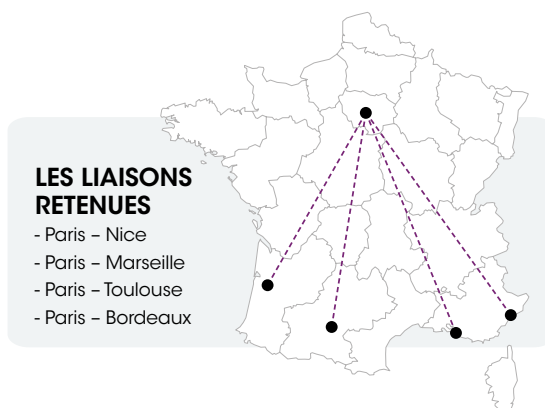 LES LIAISONS
RETENUES
- Paris – Nice
- Paris – Marseille
- Paris – Toulouse
- Paris – Bordeaux